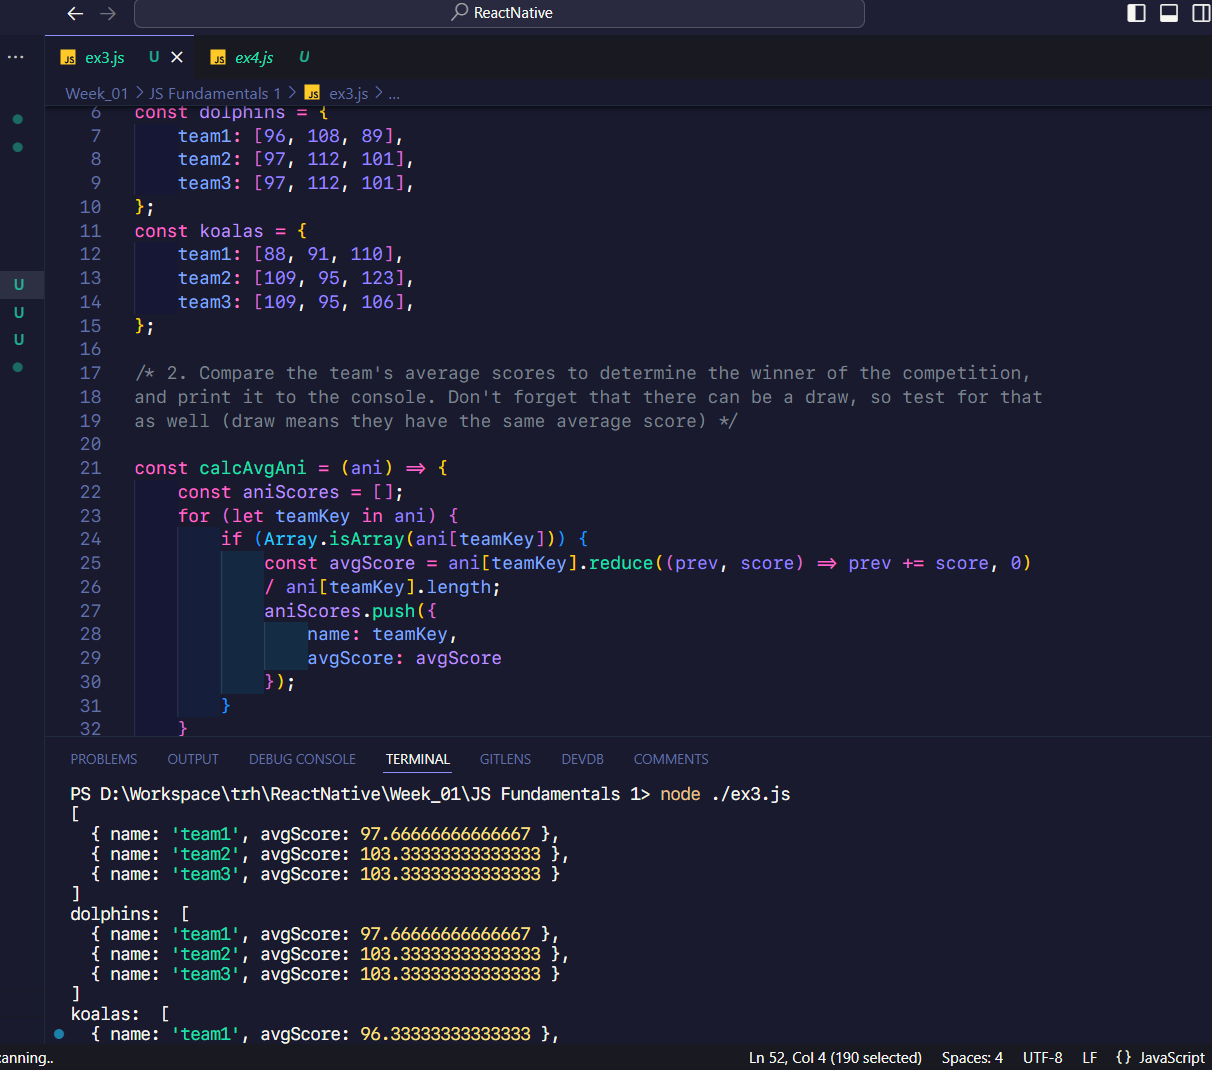 ReactNative
JS ex3.js U
JS ex4.js U
Week_01 > JS Fundamentals 1 > JS ex3.js > ...
6 const dolphins = {
7 team1: [96, 108, 89],
8 team2: [97, 112, 101],
9 team3: [97, 112, 101],
10 };
11 const koalas = {
12 team1: [88, 91, 110],
13 team2: [109, 95, 123],
14 team3: [109, 95, 106],
15 };
16
17 /* 2. Compare the team's average scores to determine the winner of the competition,
18 and print it to the console. Don't forget that there can be a draw, so test for that
19 as well (draw means they have the same average score) */
20
21 const calcAvgAni = (ani) => {
22 const aniScores = [];
23 for (let teamKey in ani) {
24 if (Array.isArray(ani[teamKey])) {
25 const avgScore = ani[teamKey].reduce((prev, score) => prev += score, 0)
26 / ani[teamKey].length;
27 aniScores.push({
28 name: teamKey,
29 avgScore: avgScore
30 });
31 }
32 }
U
U
U
PROBLEMS OUTPUT DEBUG CONSOLE TERMINAL GITLENS DEVDB COMMENTS
PS D:\Workspace\trh\ReactNative\Week_01\JS Fundamentals 1> node ./ex3.js
[
{ name: 'team1', avgScore: 97.66666666666667 },
{ name: 'team2', avgScore: 103.33333333333333 },
{ name: 'team3', avgScore: 103.33333333333333 }
]
dolphins: [
{ name: 'team1', avgScore: 97.66666666666667 },
{ name: 'team2', avgScore: 103.33333333333333 },
{ name: 'team3', avgScore: 103.33333333333333 }
]
koalas: [
{ name: 'team1', avgScore: 96.33333333333333 },
anning.. Ln 52, Col 4 (190 selected) Spaces: 4 UTF-8 LF {} JavaScript